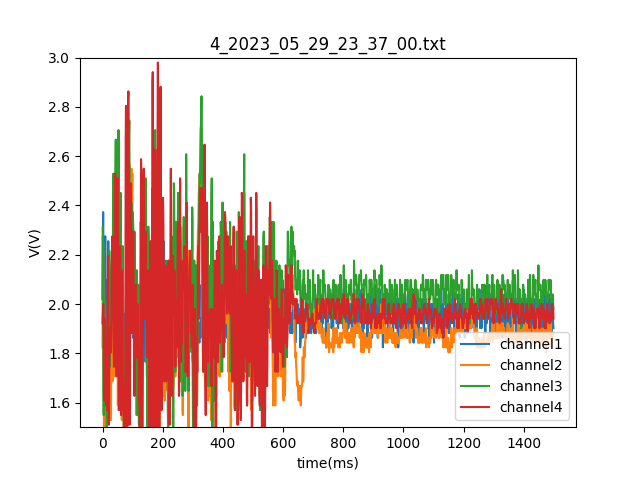 4_2023_05_29_23_37_00.txt
V(V)
3.0
2.8
2.6
2.4
2.2
2.0
1.8
1.6
0 200 400 600 800 1000 1200 1400
time(ms)
channel1
channel2
channel3
channel4